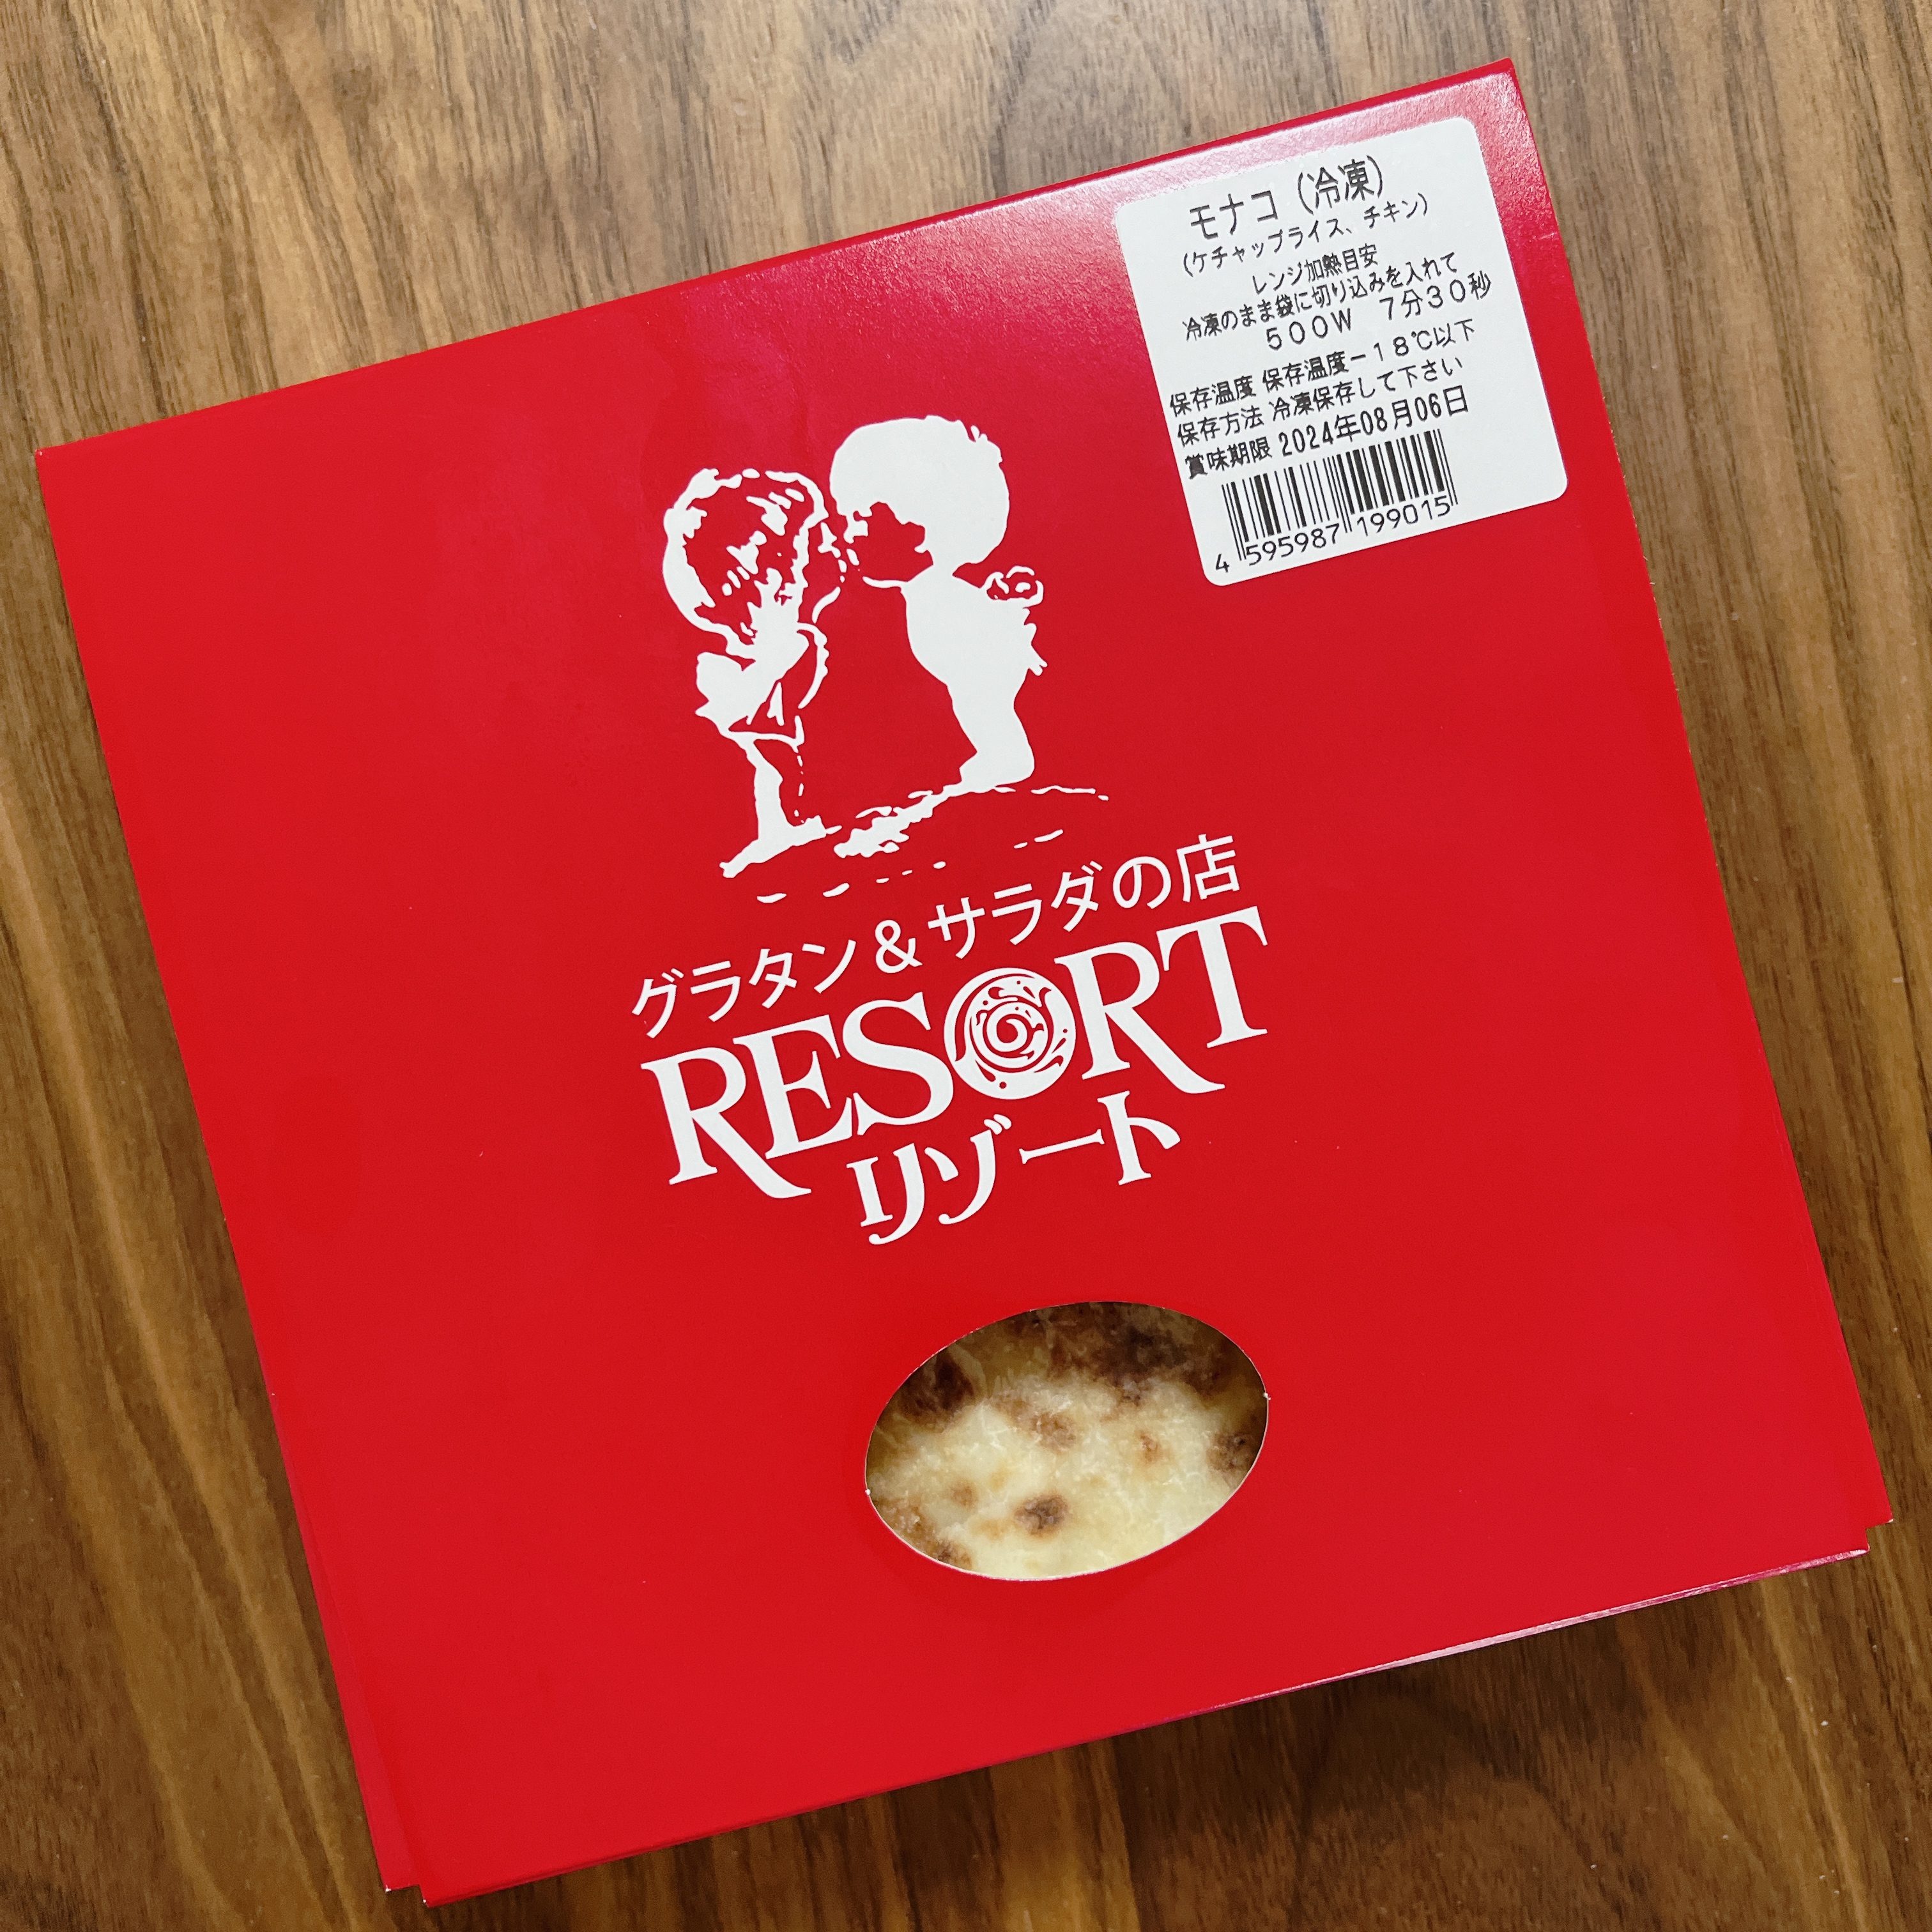 モナコ（冷凍）
（ケチャップライス、チキン）
レンジ加熱目安
冷凍のまま袋に切り込みを入れて
５００W　７分３０秒
保存温度 保存温度－１８℃以下
保存方法 冷凍保存して下さい
賞味期限 2024年08月06日
4 595987 199015
グラタン＆サラダの店
RESORT
リゾート